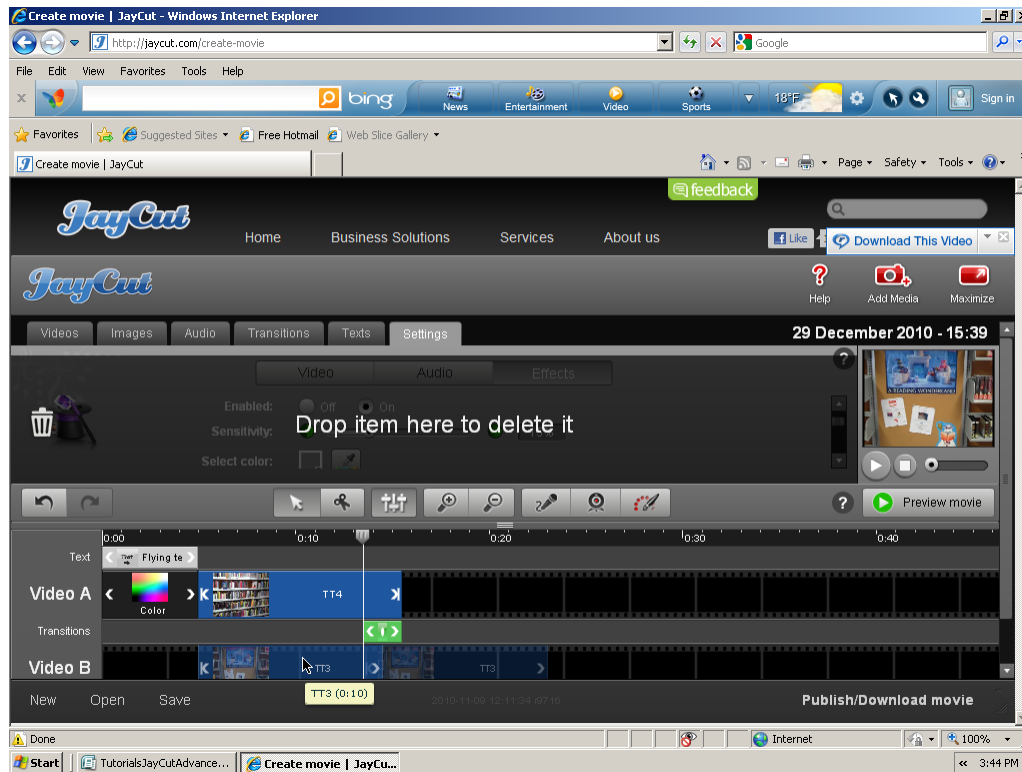 Create movie | JayCut - Windows Internet Explorer
http://jaycut.com/create-movie
Google
File Edit View Favorites Tools Help
bing
News
Entertainment
Video
Sports
18°F
Sign in
Favorites
Suggested Sites
Free Hotmail
Web Slice Gallery
Create movie | JayCut
Page
Safety
Tools
feedback
JayCut
Home Business Solutions Services About us
Like
Download This Video
JayCut
Help Add Media Maximize
Videos Images Audio Transitions Texts Settings
29 December 2010 - 15:39
Video Audio Effects
Enabled: Off On
Drop item here to delete it
Sensitivity:
Select color:
A READING WONDERLAND
Preview movie
0:00 0:10 0:20 0:30 0:40
Text
Flying te
Video A
Color
TT4
Transitions
T
Video B
TT3
TT3
TT3 (0:10)
New Open Save
2010-11-09 12:11:34 i9716
Publish/Download movie
Done
Internet
100%
Start
TutorialsJayCutAdvance...
Create movie | JayCu...
3:44 PM